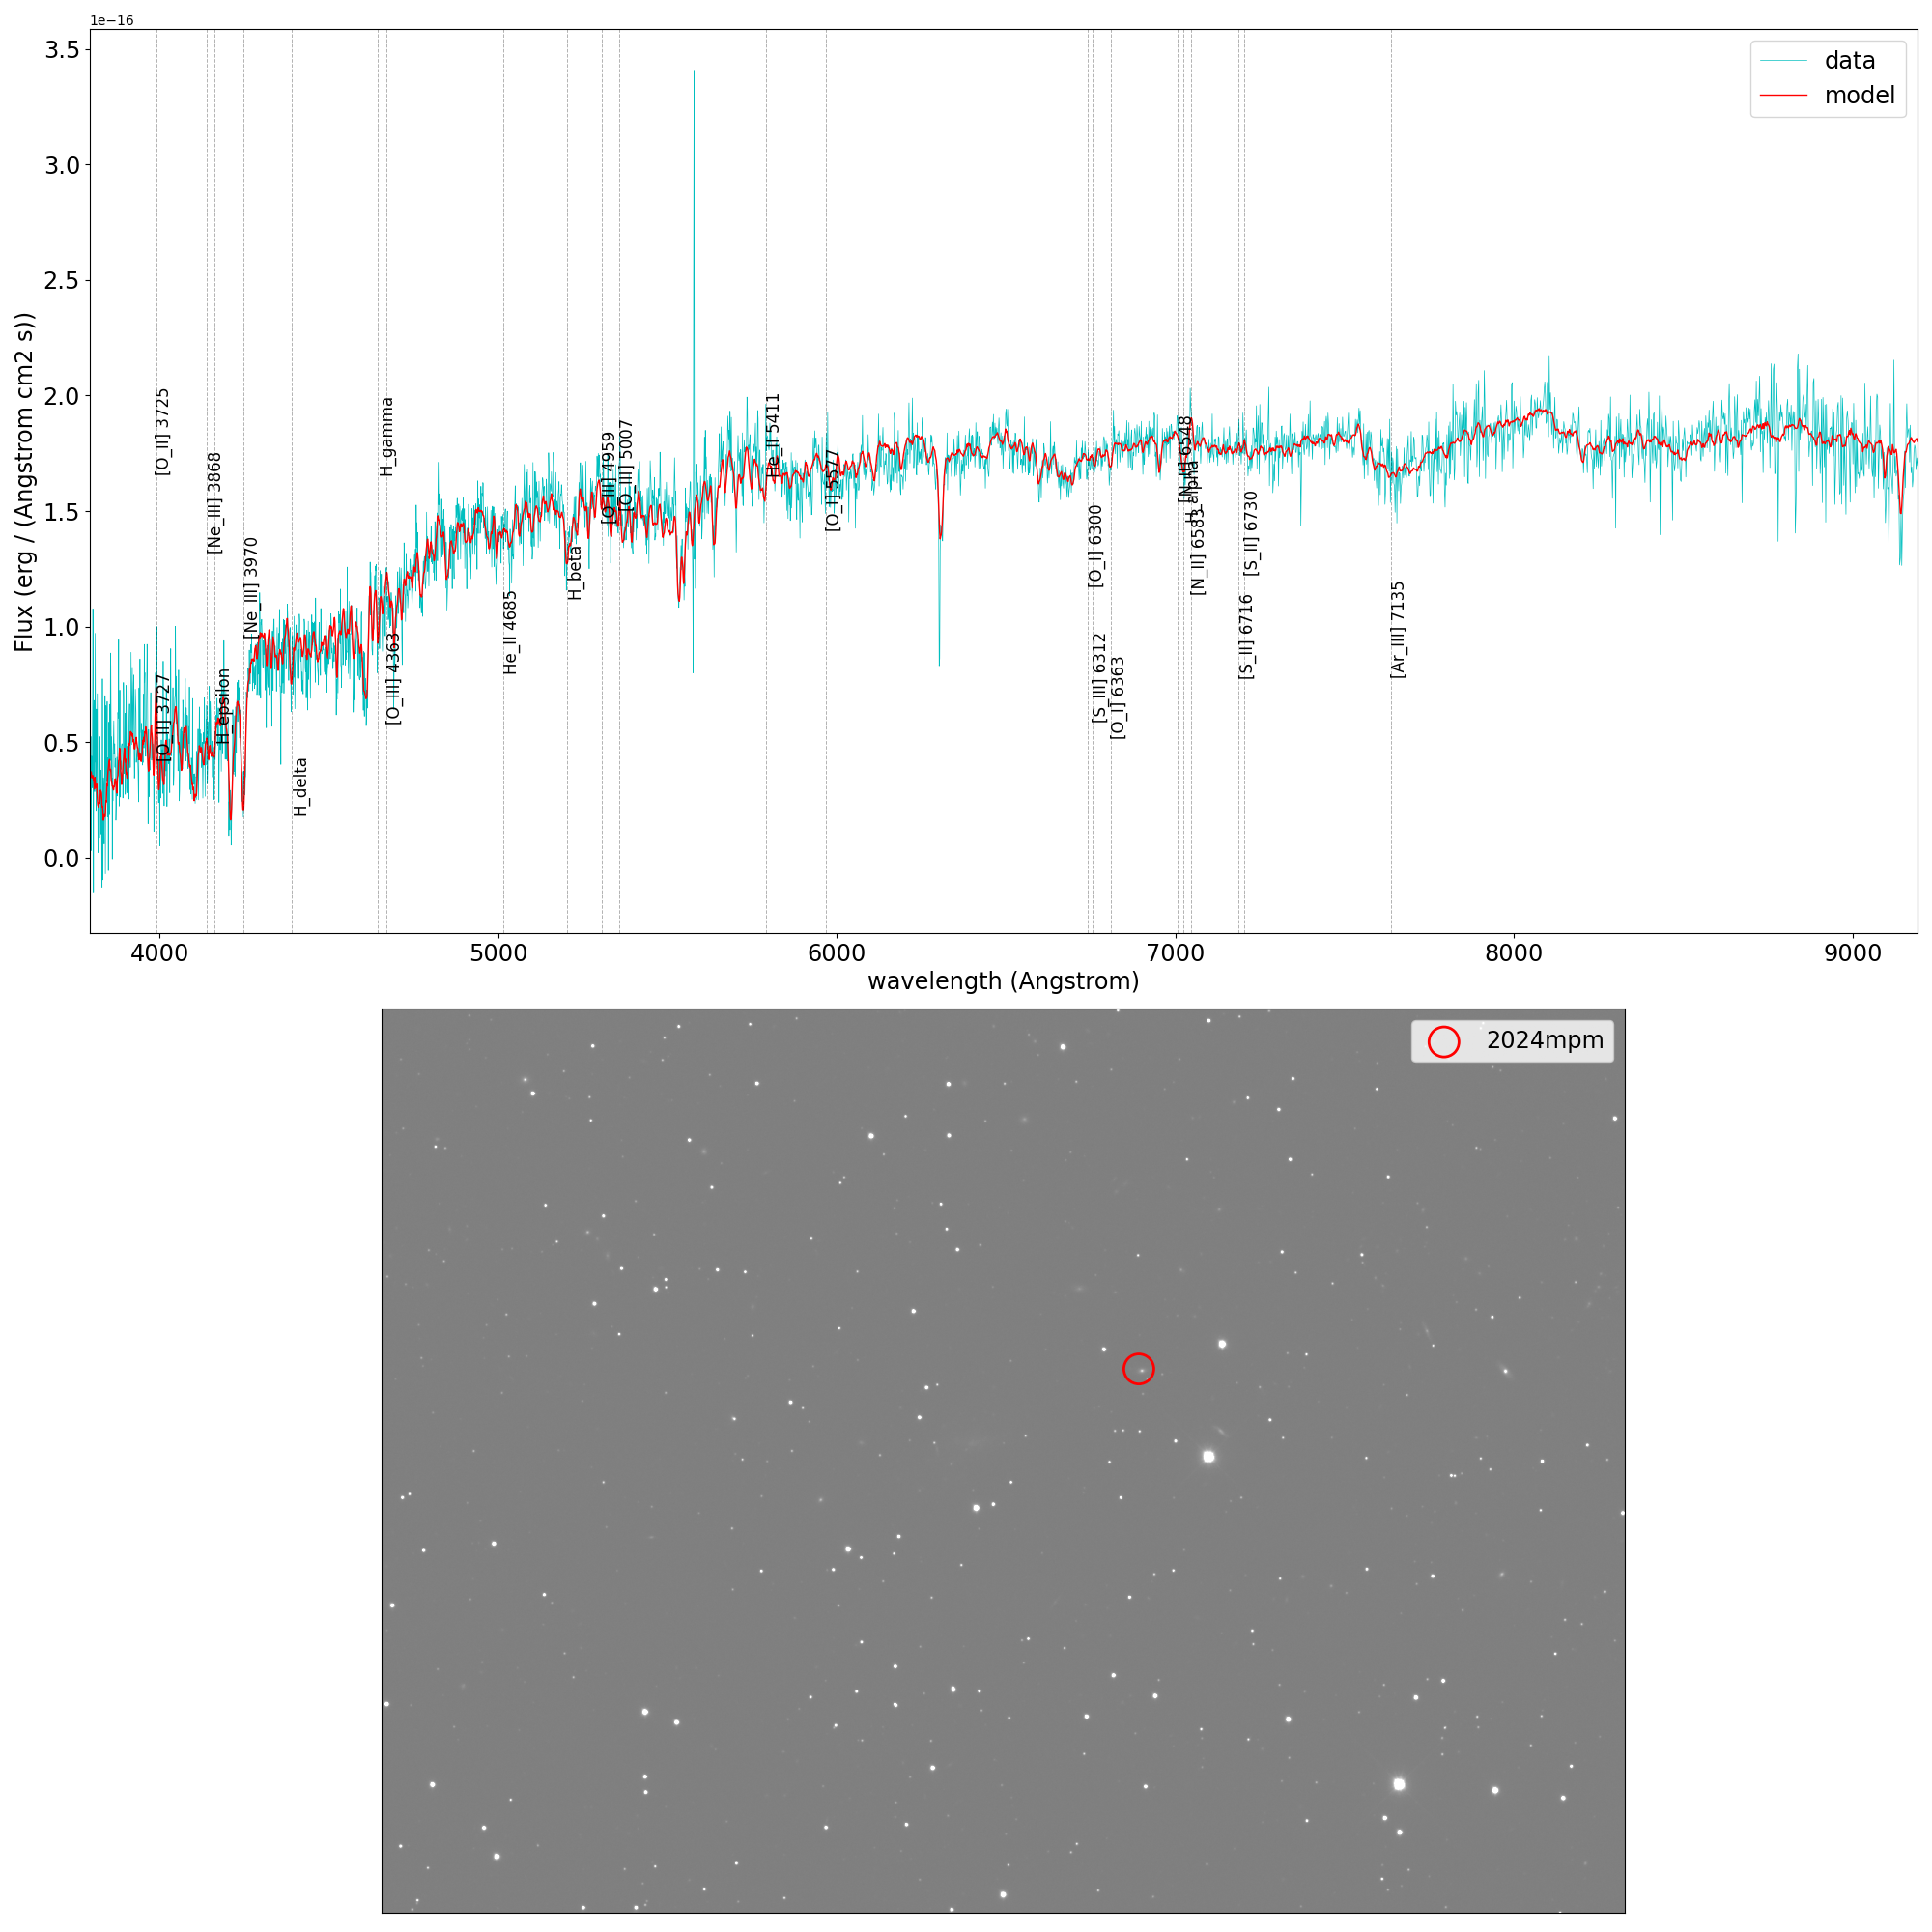 1e−16
data
model
3.5
3.0
2.5
2.0
1.5
1.0
0.5
0.0
Flux (erg / (Angstrom cm2 s))
[O_II] 3725
[O_II] 3727
[Ne_III] 3868
H_epsilon
[Ne_III] 3970
H_delta
H_gamma
[O_III] 4363
He_II 4685
H_beta
[O_III] 4959
[O_III] 5007
He_II 5411
[O_I] 5577
[O_I] 6300
[S_III] 6312
[O_I] 6363
[N_II] 6548
H_alpha
[N_II] 6583
[S_II] 6716
[S_II] 6730
[Ar_III] 7135
4000 5000 6000 7000 8000 9000
wavelength (Angstrom)
2024mpm